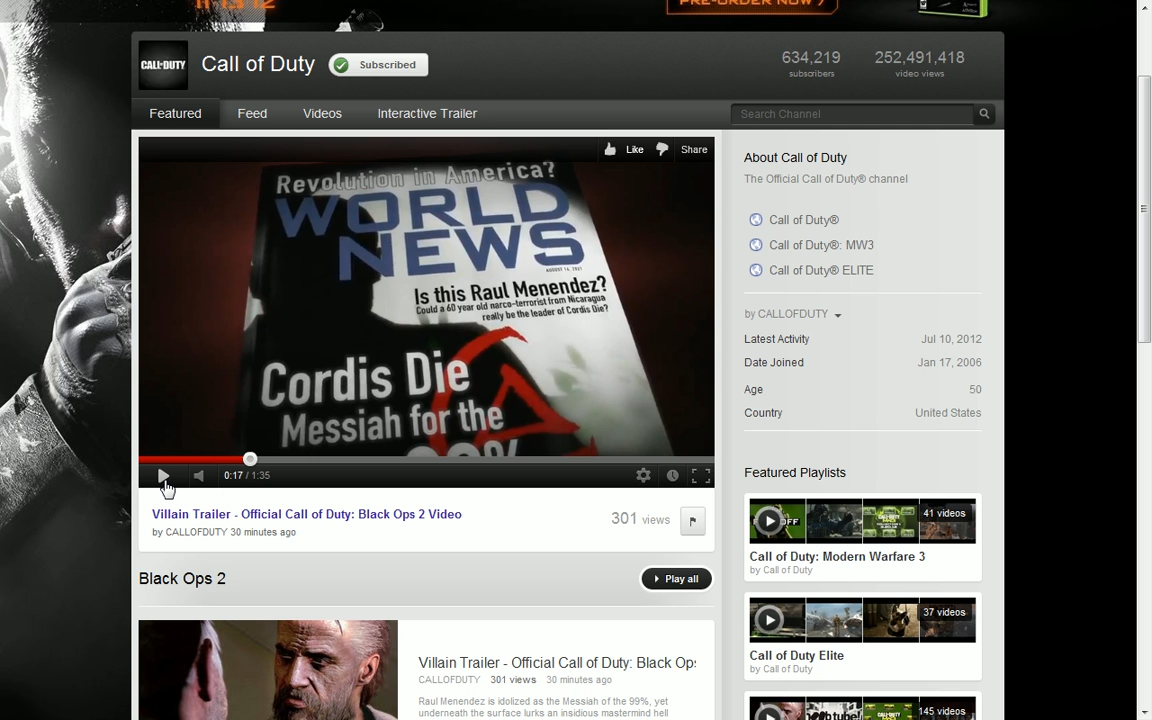 PRE-ORDER NOW
CALL OF DUTY
Call of Duty
Subscribed
634,219
subscribers
252,491,418
video views
Featured
Feed
Videos
Interactive Trailer
Search Channel
Like
Share
Revolution in America?
WORLD
NEWS
AUGUST 14, 2021
Is this Raul Menendez?
Could a 60 year old narco-terrorist from Nicaragua
really be the leader of Cordis Die?
Cordis Die
Messiah for the
0:17 / 1:35
Villain Trailer - Official Call of Duty: Black Ops 2 Video
by CALLOFDUTY 30 minutes ago
301 views
Black Ops 2
Play all
Villain Trailer - Official Call of Duty: Black Ops
CALLOFDUTY 301 views 30 minutes ago
Raul Menendez is idolized as the Messiah of the 99%, yet
underneath the surface lurks an insidious mastermind hell
About Call of Duty
The Official Call of Duty® channel
Call of Duty®
Call of Duty®: MW3
Call of Duty® ELITE
by CALLOFDUTY
Latest Activity Jul 10, 2012
Date Joined Jan 17, 2006
Age 50
Country United States
Featured Playlists
41 videos
Call of Duty: Modern Warfare 3
by Call of Duty
37 videos
Call of Duty Elite
by Call of Duty
145 videos